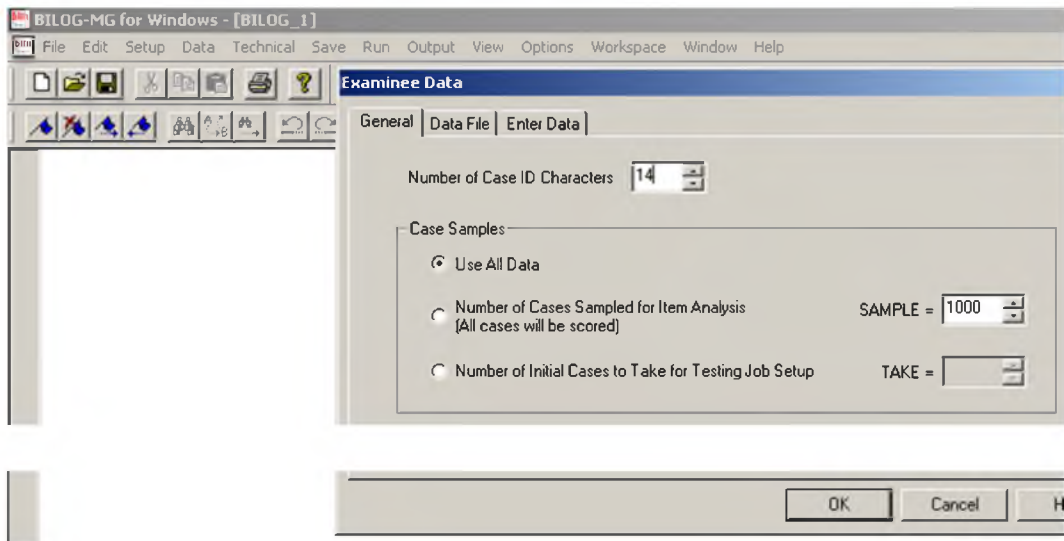 BILOG-MG for Windows - [BILOG_1]
File Edit Setup Data Technical Save Run Output View Options Workspace Window Help
Examinee Data
General Data File Enter Data
Number of Case ID Characters 14
Case Samples
Use All Data
Number of Cases Sampled for Item Analysis SAMPLE = 1000
(All cases will be scored)
Number of Initial Cases to Take for Testing Job Setup TAKE =
OK Cancel H